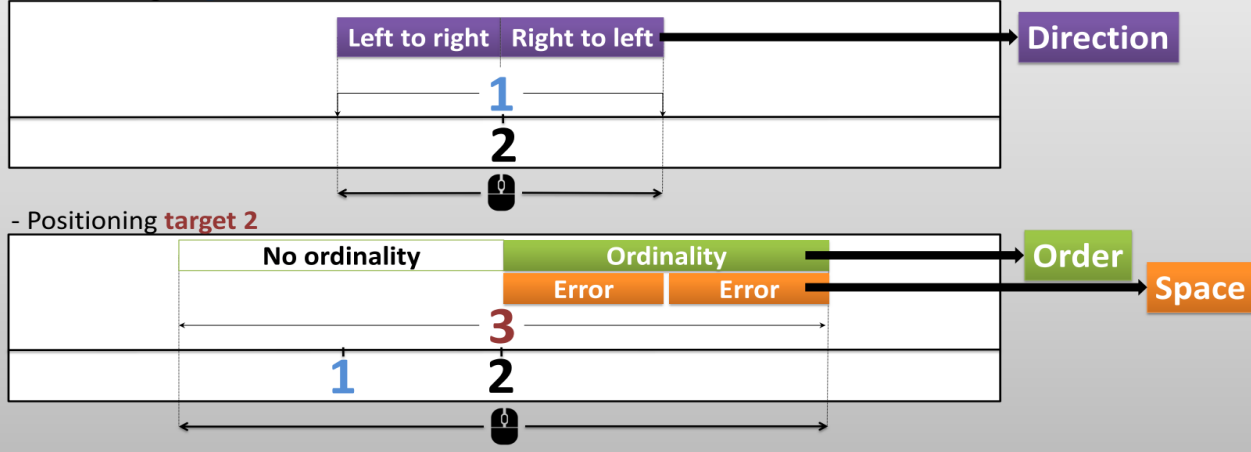 Left to right Right to left Direction
1
2
- Positioning target 2
No ordinality Ordinality Order
Error Error Space
3
1 2